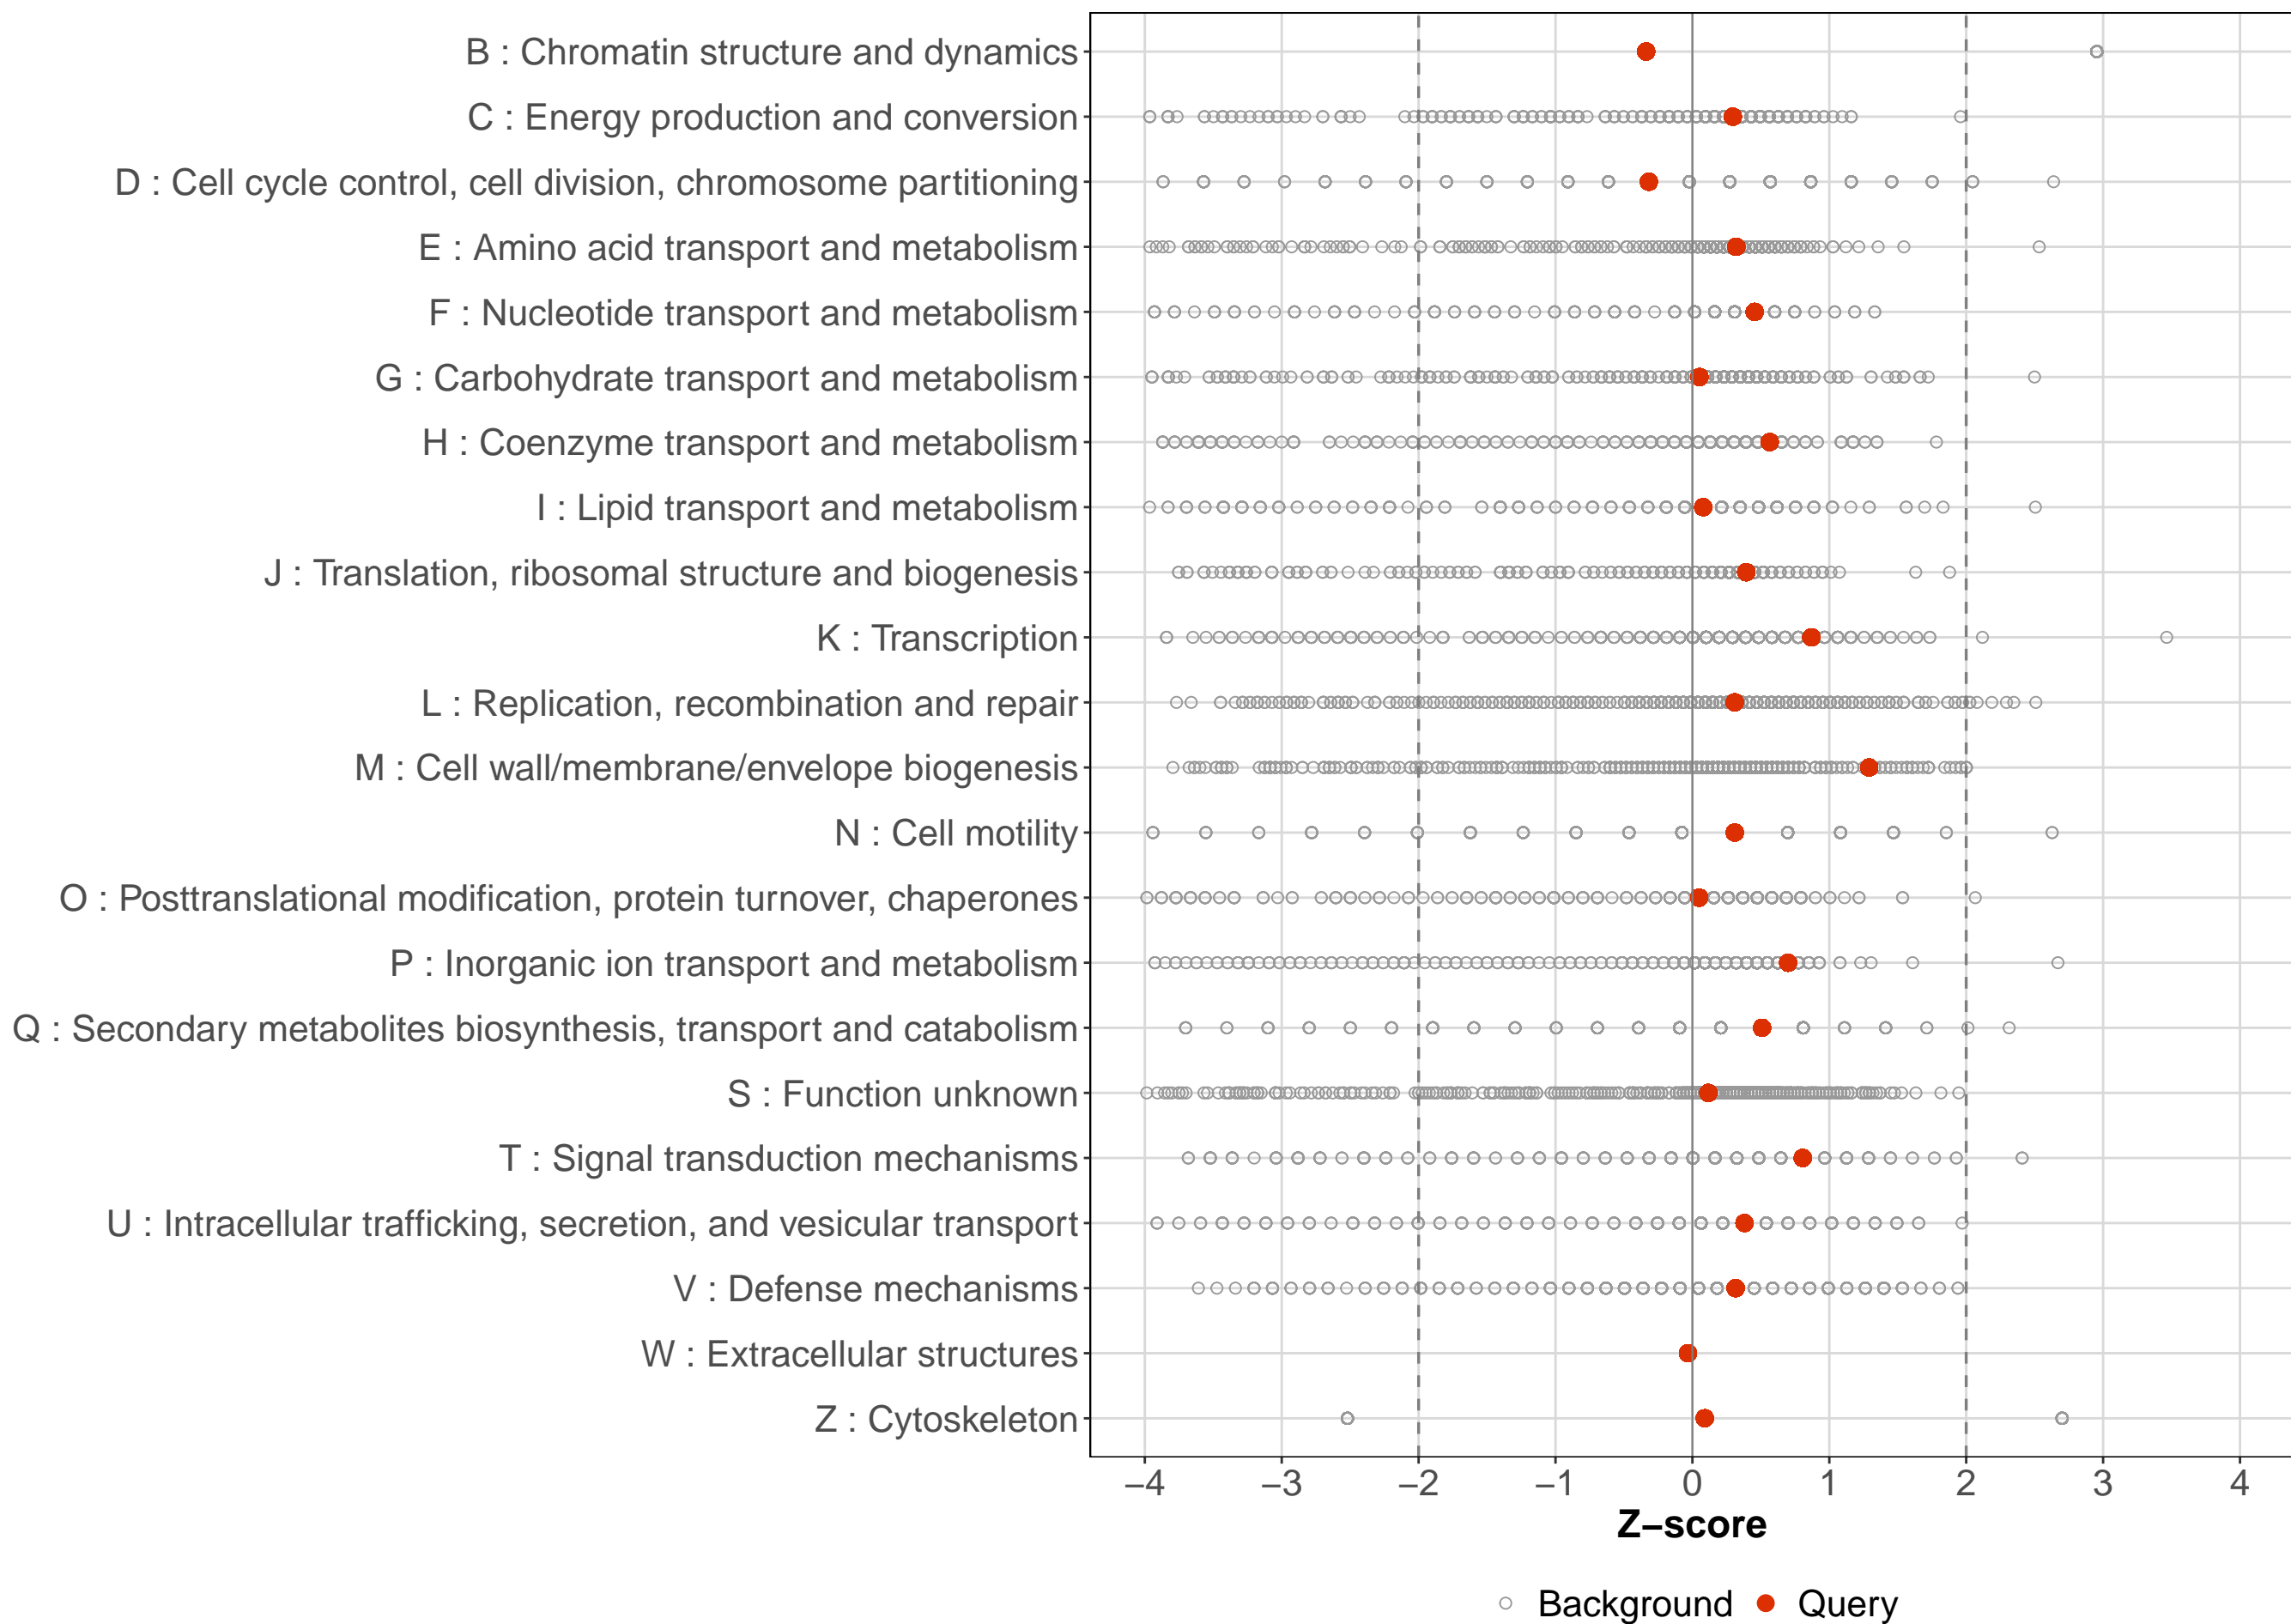 B : Chromatin structure and dynamics
C : Energy production and conversion
D : Cell cycle control, cell division, chromosome partitioning
E : Amino acid transport and metabolism
F : Nucleotide transport and metabolism
G : Carbohydrate transport and metabolism
H : Coenzyme transport and metabolism
I : Lipid transport and metabolism
J : Translation, ribosomal structure and biogenesis
K : Transcription
L : Replication, recombination and repair
M : Cell wall/membrane/envelope biogenesis
N : Cell motility
O : Posttranslational modification, protein turnover, chaperones
P : Inorganic ion transport and metabolism
Q : Secondary metabolites biosynthesis, transport and catabolism
S : Function unknown
T : Signal transduction mechanisms
U : Intracellular trafficking, secretion, and vesicular transport
V : Defense mechanisms
W : Extracellular structures
Z : Cytoskeleton
−4 −3 −2 −1 0 1 2 3 4
Z−score
Background Query